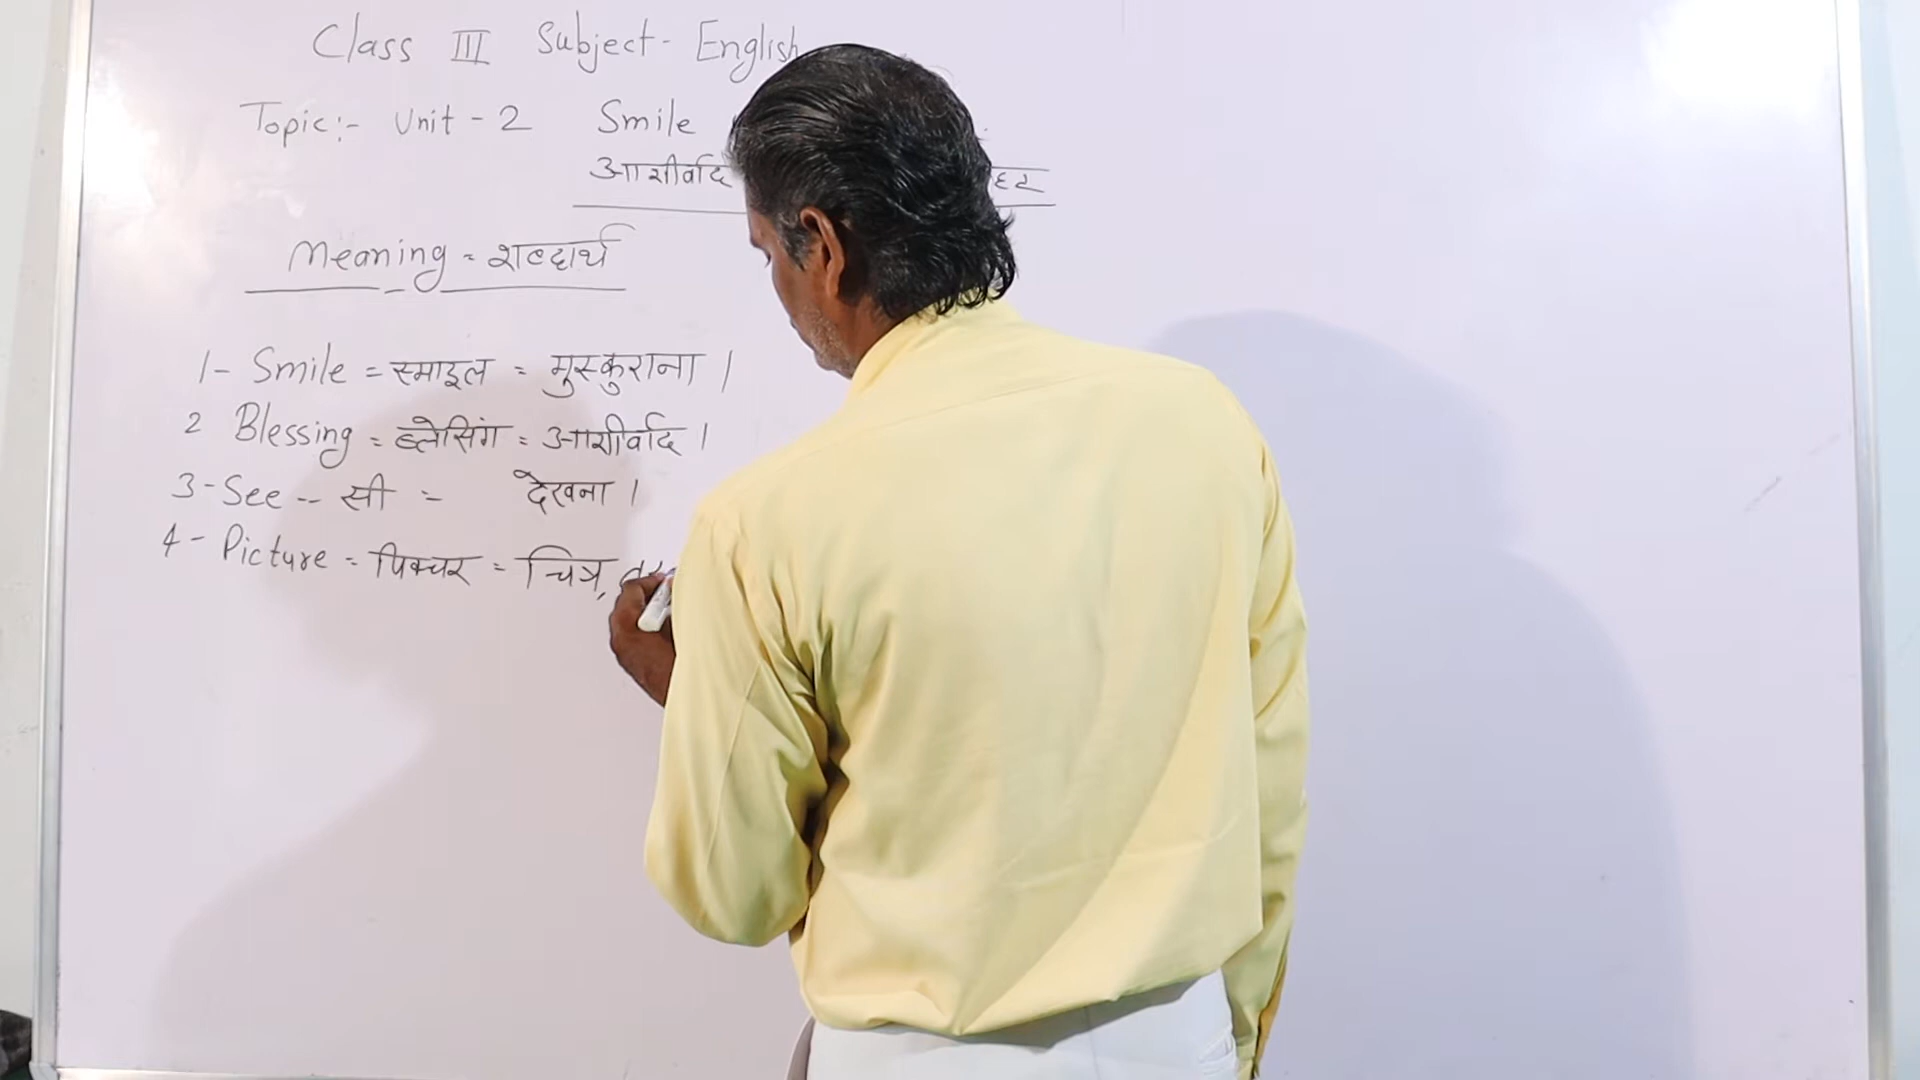 Class III Subject- English
Topic:- Unit - 2 Smile
आशीर्वाद
Meaning = शब्दार्थ
1- Smile = स्माइल = मुस्कुराना ।
2 Blessing = ब्लेसिंग = आशीर्वाद ।
3 - See -- सी = देखना ।
4 - Picture = पिक्चर = चित्र,